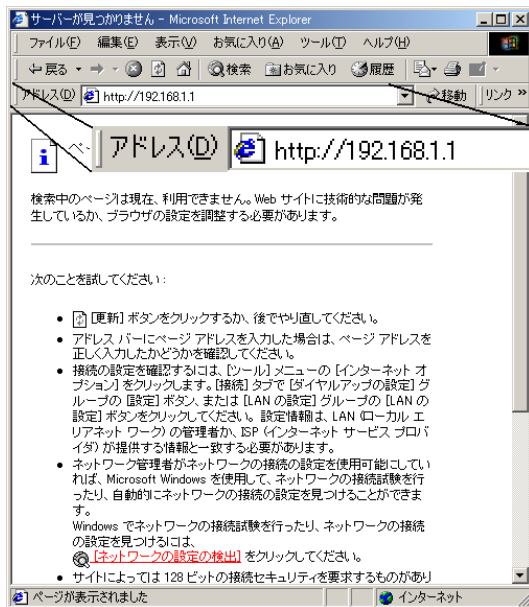 サーバーが見つかりません - Microsoft Internet Explorer
ファイル(F) 編集(E) 表示(V) お気に入り(A) ツール(T) ヘルプ(H)
戻る 検索 お気に入り 履歴
アドレス(D) http://192.168.1.1 移動 リンク »
ペ
アドレス(D) http://192.168.1.1
検索中のページは現在、利用できません。Web サイトに技術的な問題が発
生しているか、ブラウザの設定を調整する必要があります。
次のことを試してください:
• [更新] ボタンをクリックするか、後でやり直してください。
• アドレス バーにページ アドレスを入力した場合は、ページ アドレスを
正しく入力したかどうかを確認してください。
• 接続の設定を確認するには、[ツール] メニューの [インターネット オ
プション] をクリックします。[接続] タブで [ダイヤルアップの設定] グ
ループの [設定] ボタン、または [LAN の設定] グループの [LAN の
設定] ボタンをクリックしてください。設定情報は、LAN (ローカル エ
リアネット ワーク) の管理者か、ISP (インターネット サービス プロバ
イダ) が提供する情報と一致する必要があります。
• ネットワーク管理者がネットワークの接続の設定を使用可能にしてい
れば、Microsoft Windows を使用して、ネットワークの接続試験を行
ったり、自動的にネットワークの接続の設定を見つけることができま
す。
Windows でネットワークの接続試験を行ったり、ネットワークの接続
の設定を見つけるには、
[ネットワークの設定の検出] をクリックしてください。
• サイトによっては 128 ビットの接続セキュリティを要求するものがあり
ページが表示されました インターネット